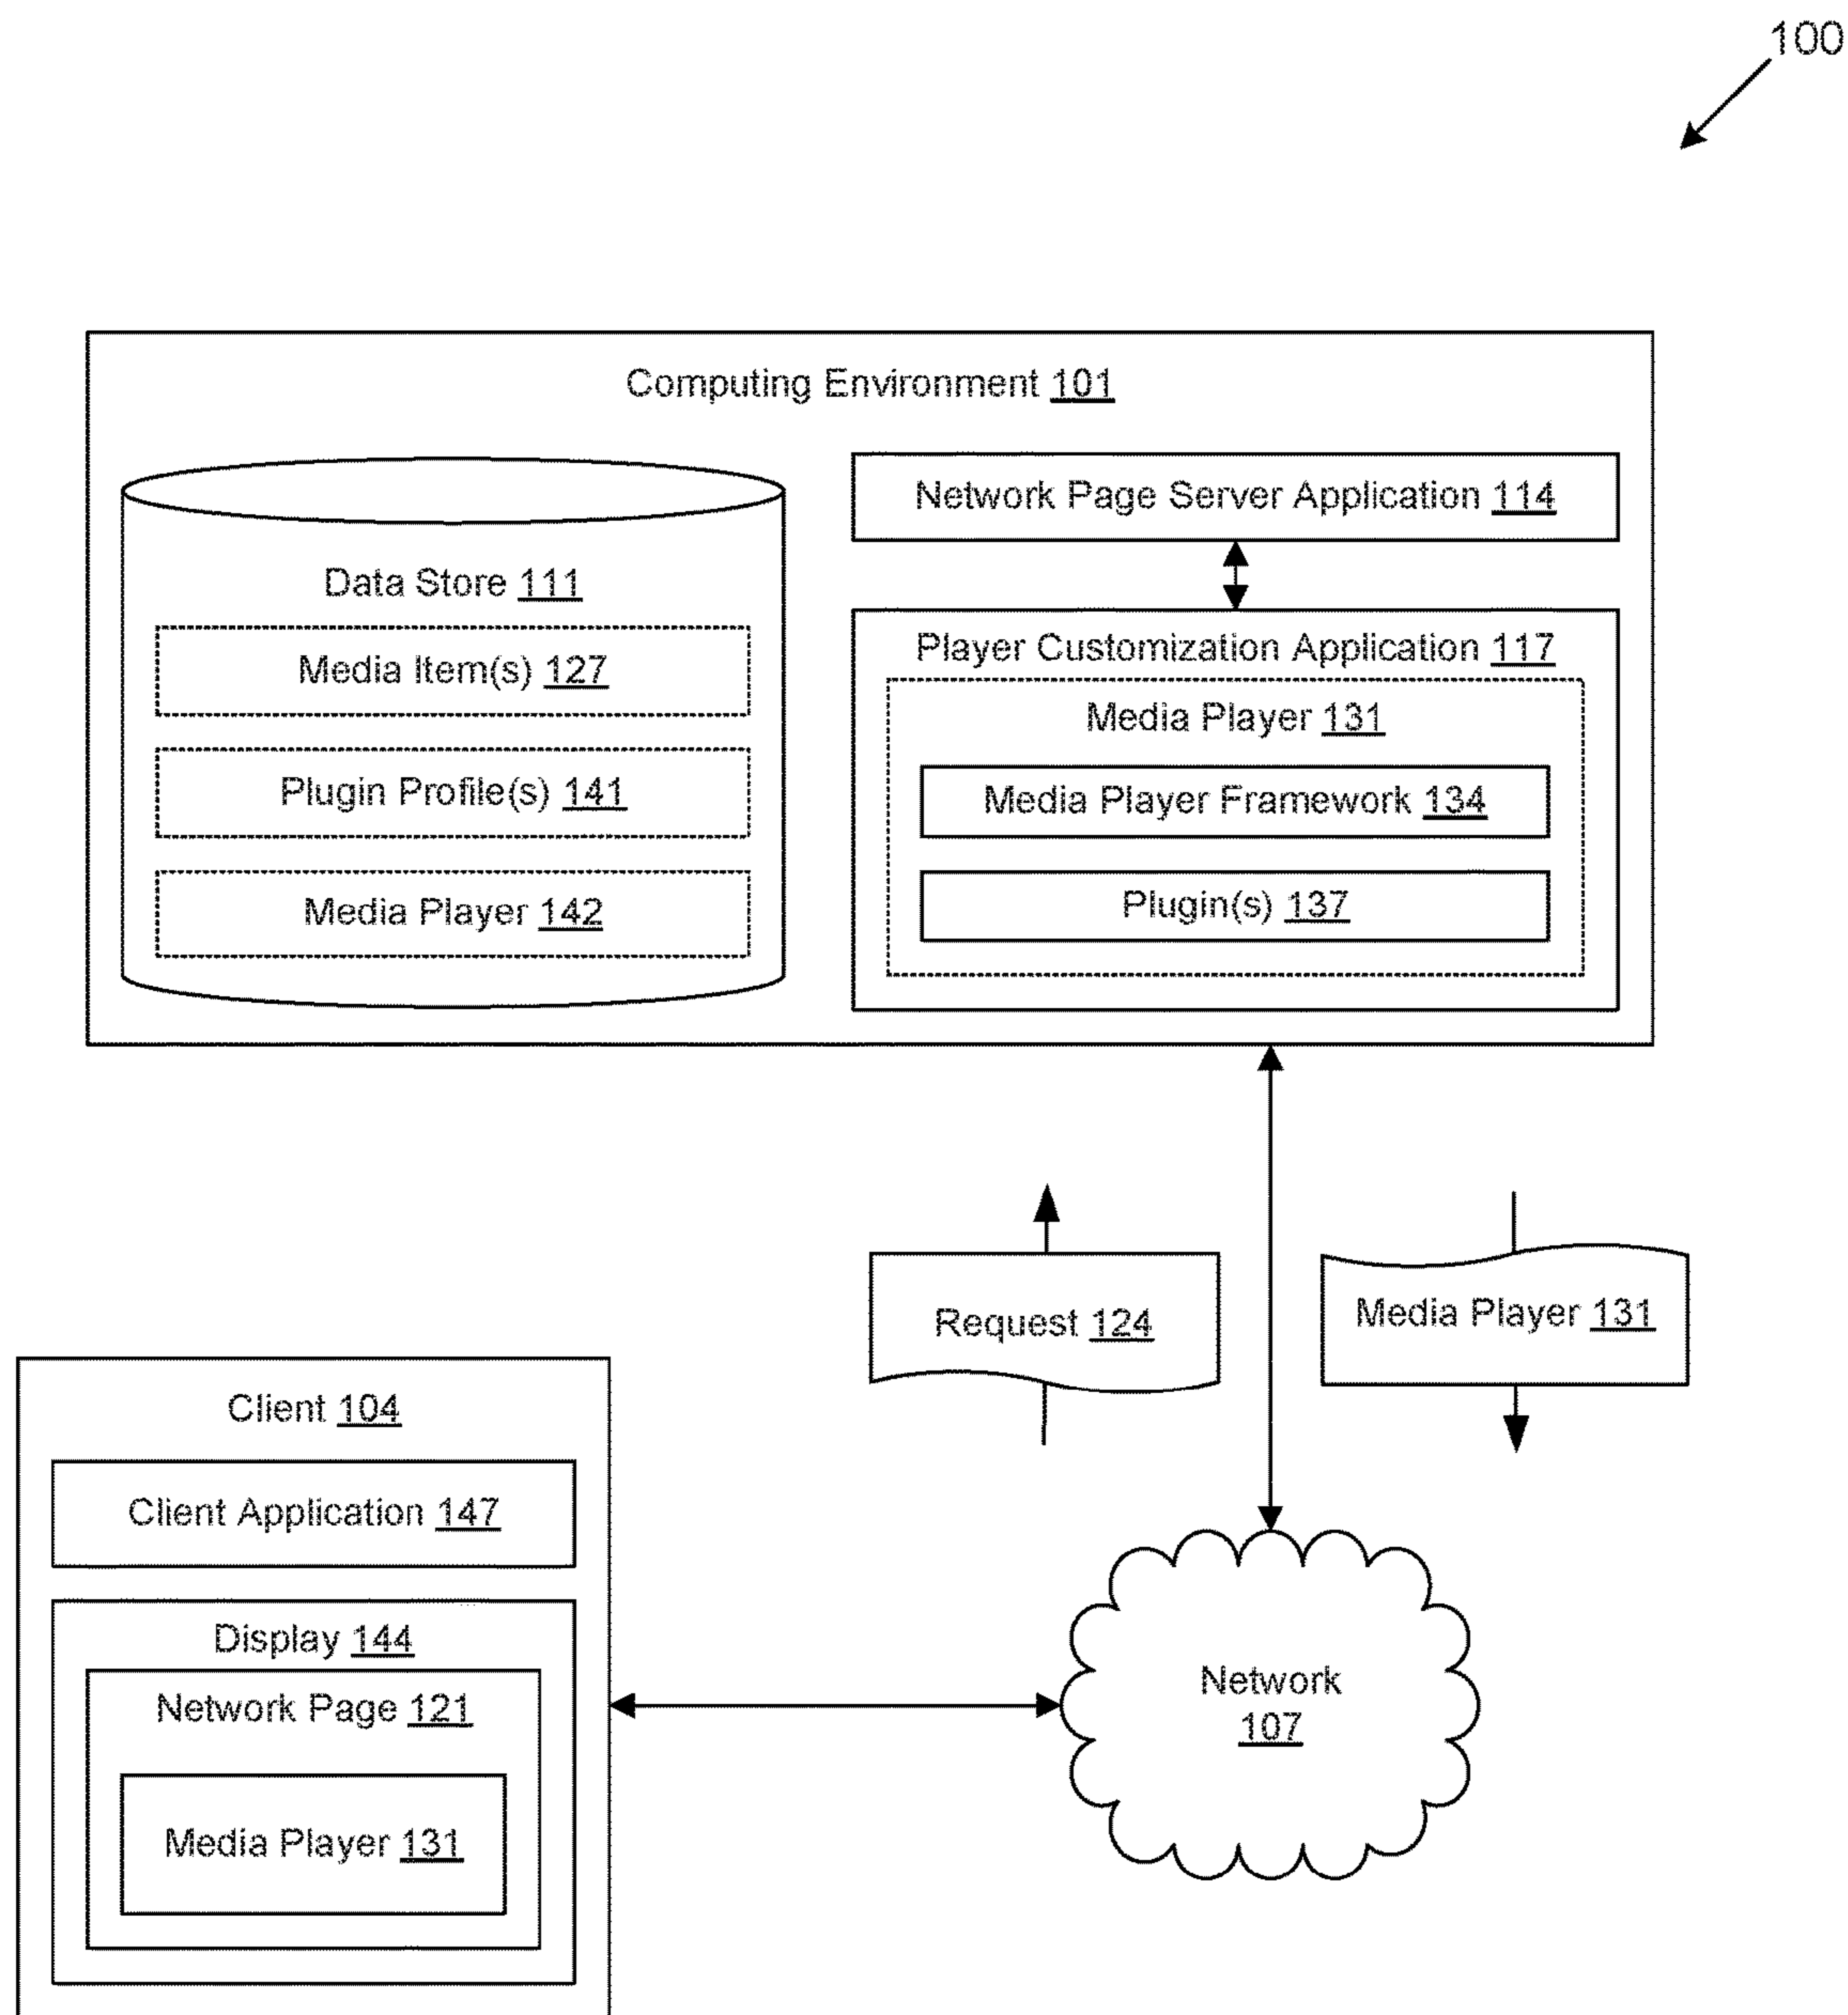 100
Computing Environment 101
Data Store 111
Media Item(s) 127
Plugin Profile(s) 141
Media Player 142
Network Page Server Application 114
Player Customization Application 117
Media Player 131
Media Player Framework 134
Plugin(s) 137
Request 124
Media Player 131
Client 104
Client Application 147
Display 144
Network Page 121
Media Player 131
Network
107